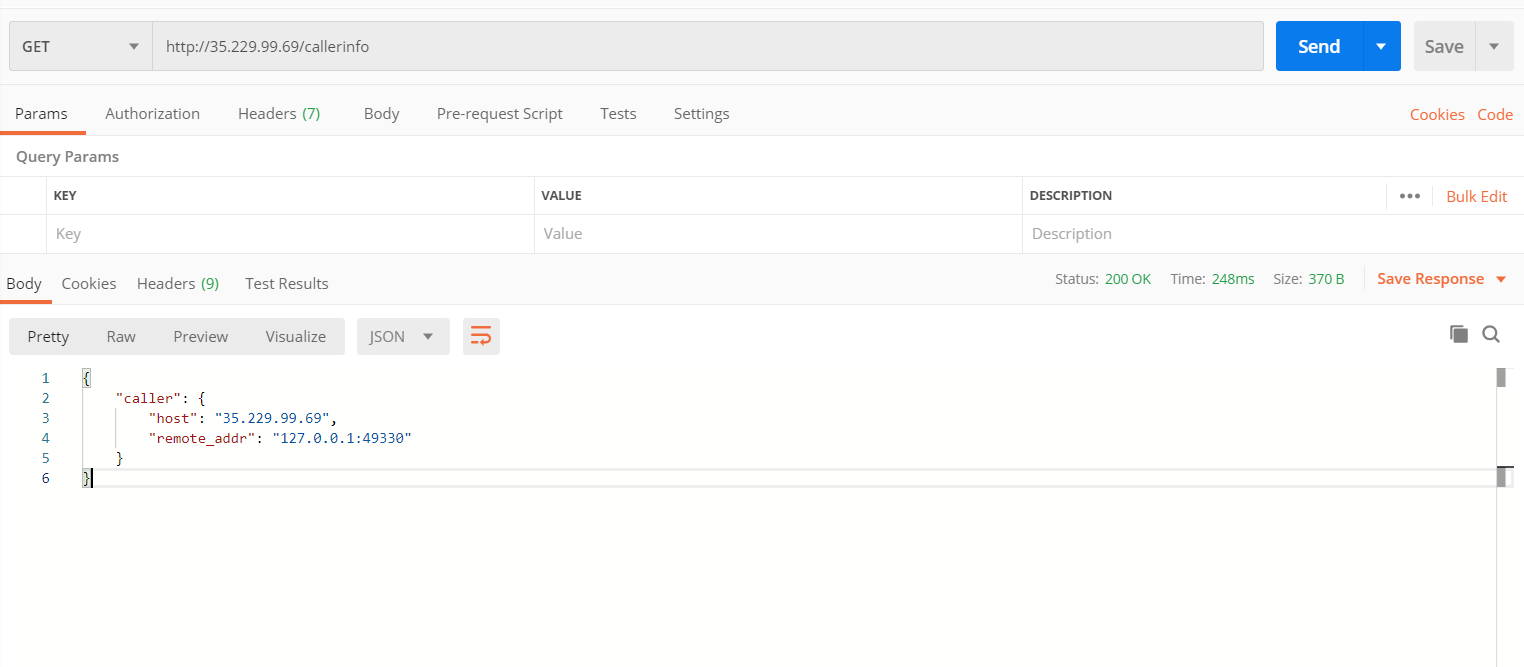 GET http://35.229.99.69/callerinfo Send Save
Params Authorization Headers (7) Body Pre-request Script Tests Settings Cookies Code
Query Params
KEY VALUE DESCRIPTION ••• Bulk Edit
Key Value Description
Body Cookies Headers (9) Test Results Status: 200 OK Time: 248ms Size: 370 B Save Response
Pretty Raw Preview Visualize JSON
1 {
2 "caller": {
3 "host": "35.229.99.69",
4 "remote_addr": "127.0.0.1:49330"
5 }
6 }